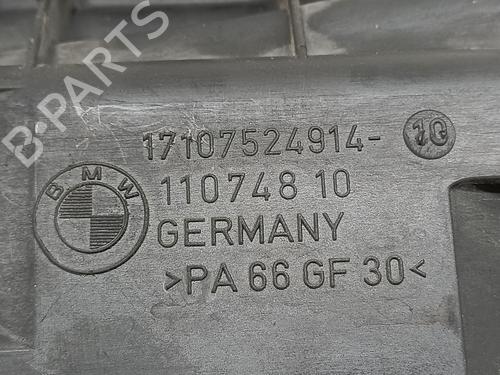 B-PARTS
17107524914- 10
BMW
110748 10
GERMANY
>PA 66 GF 30<